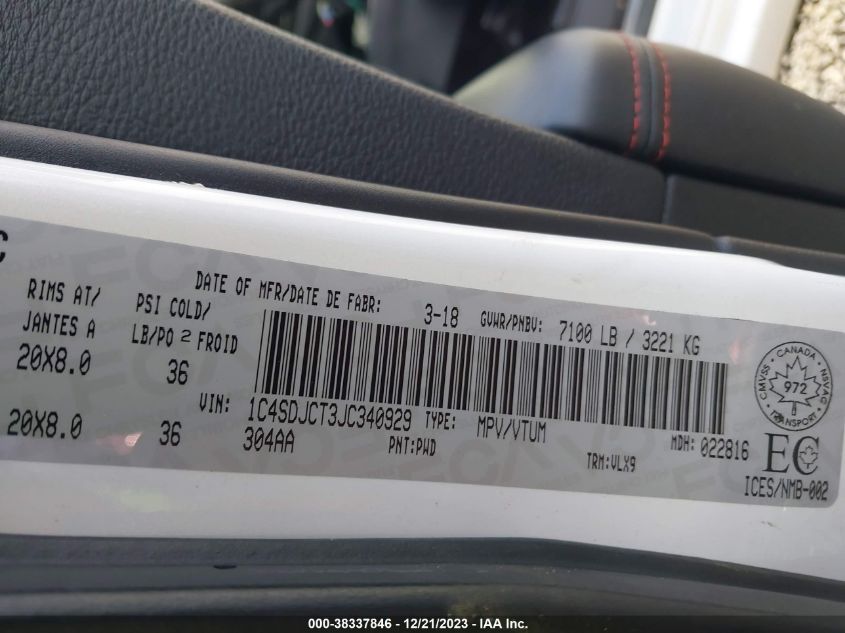 C
DATE OF MFR/DATE DE FABR: 3-18 GVWR/PNBV: 7100 LB / 3221 KG
RIMS AT/ PSI COLD/
JANTES A LB/PO 2 FROID
20X8.0 36
20X8.0 36
VIN: 1C4SDJCT3JC340929 TYPE: MPV/VTUM MDH: 022816
304AA PNT:PWD TRM:VLX9
CANADA
CMVSS 972 NSVAC
TRANSPORT
EC
ICES/NMB-002
000-38337846 - 12/21/2023 - IAA Inc.